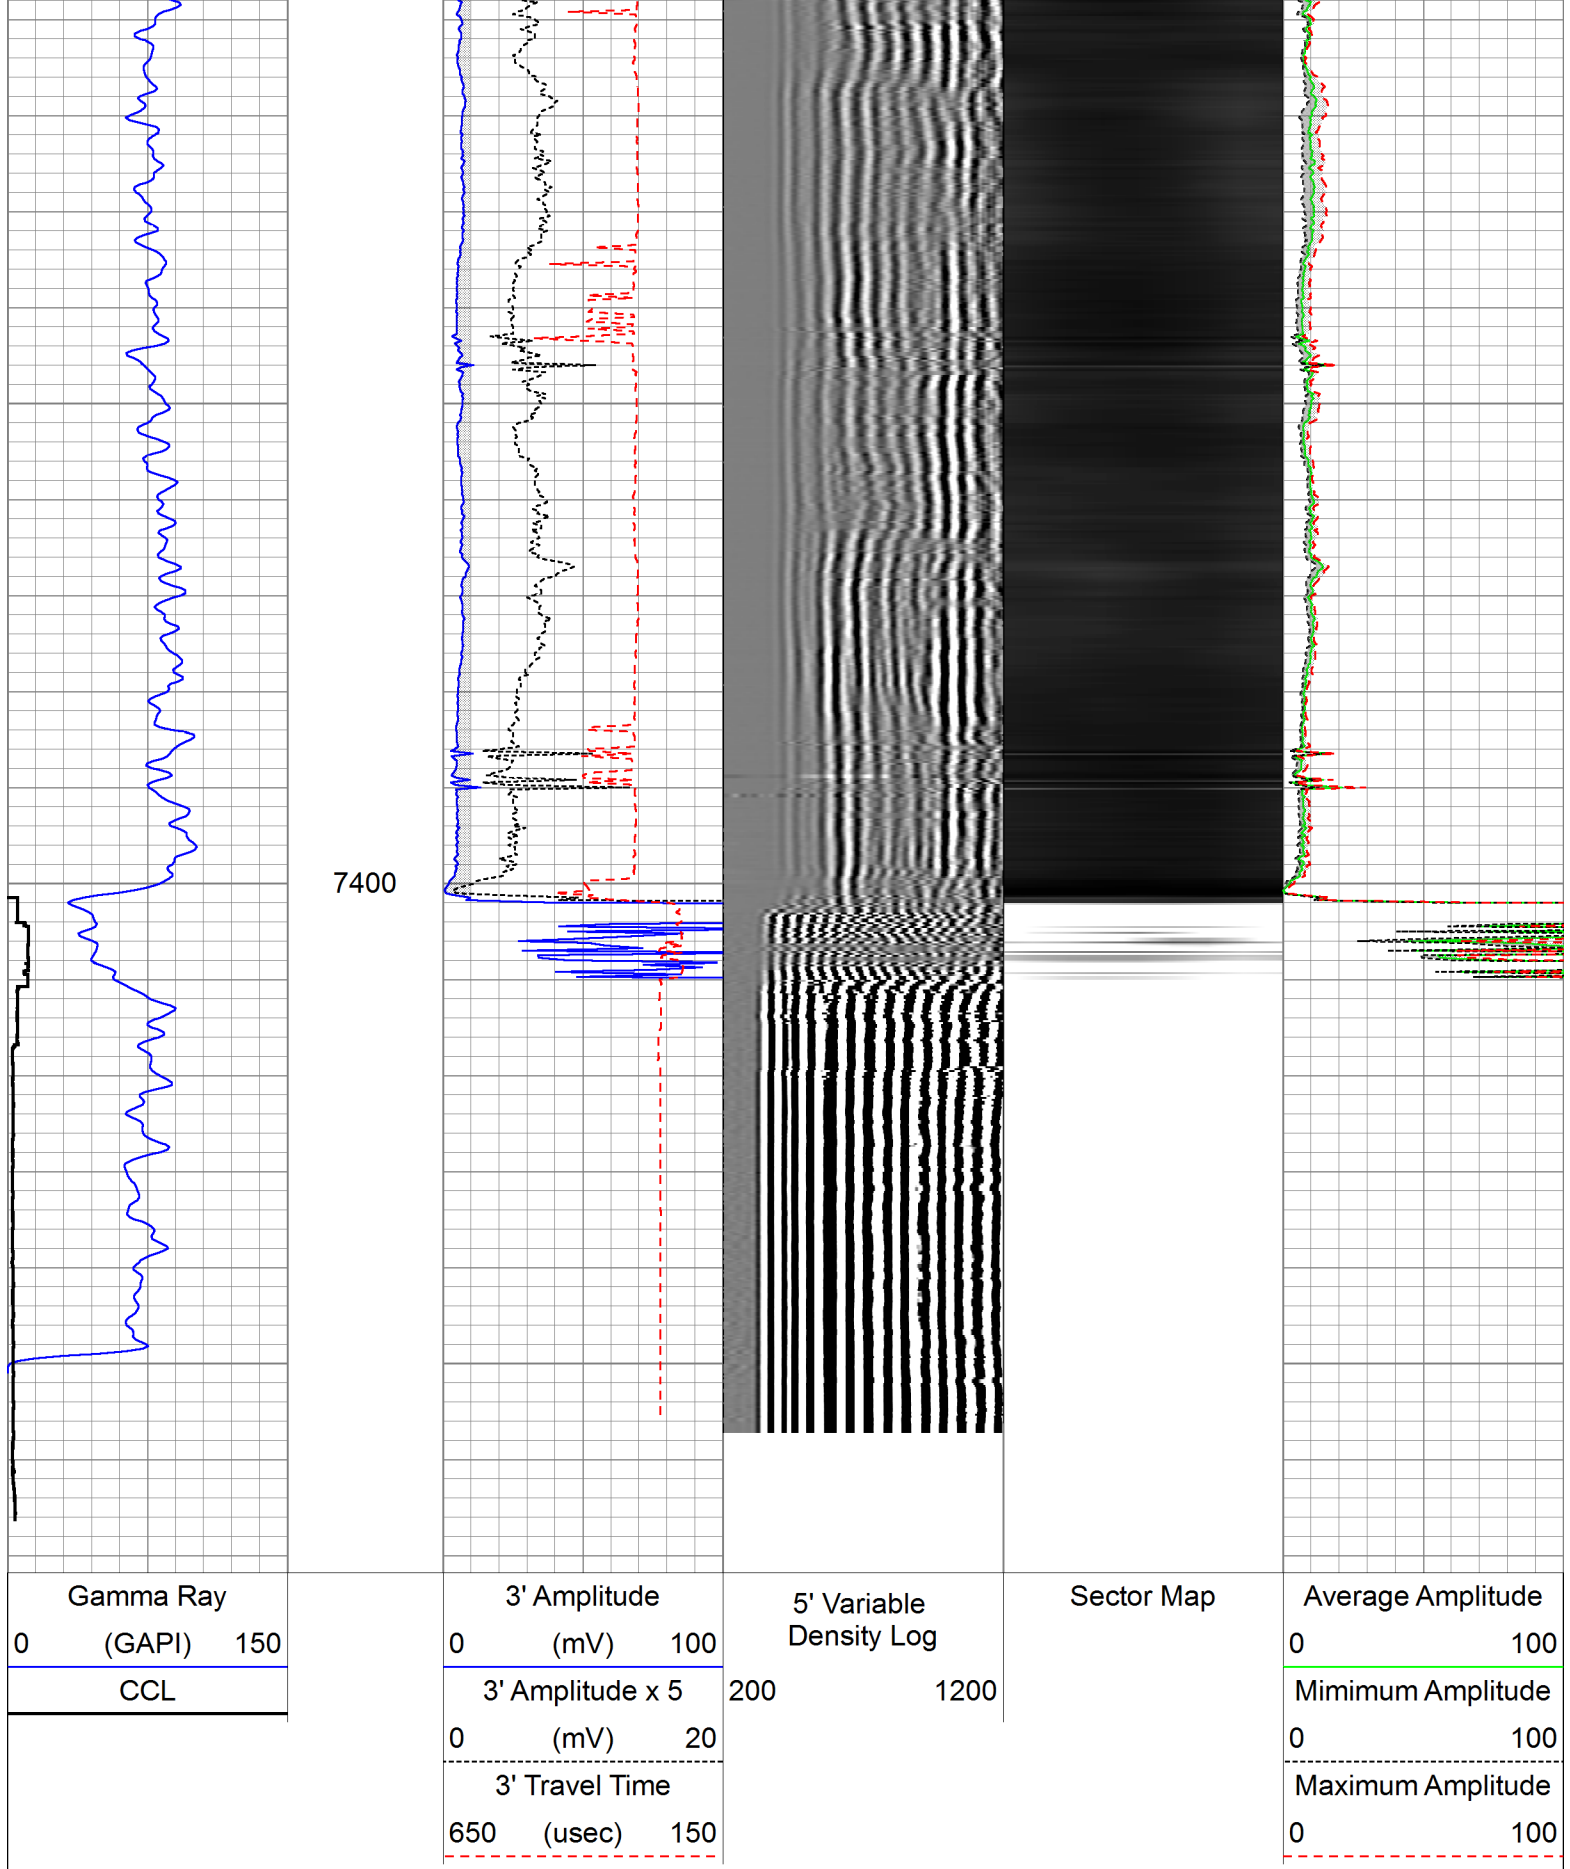 7400
Gamma Ray
0 (GAPI) 150
CCL
3' Amplitude
0 (mV) 100
3' Amplitude x 5
0 (mV) 20
3' Travel Time
650 (usec) 150
5' Variable
Density Log
200 1200
Sector Map
Average Amplitude
0 100
Mimimum Amplitude
0 100
Maximum Amplitude
0 100